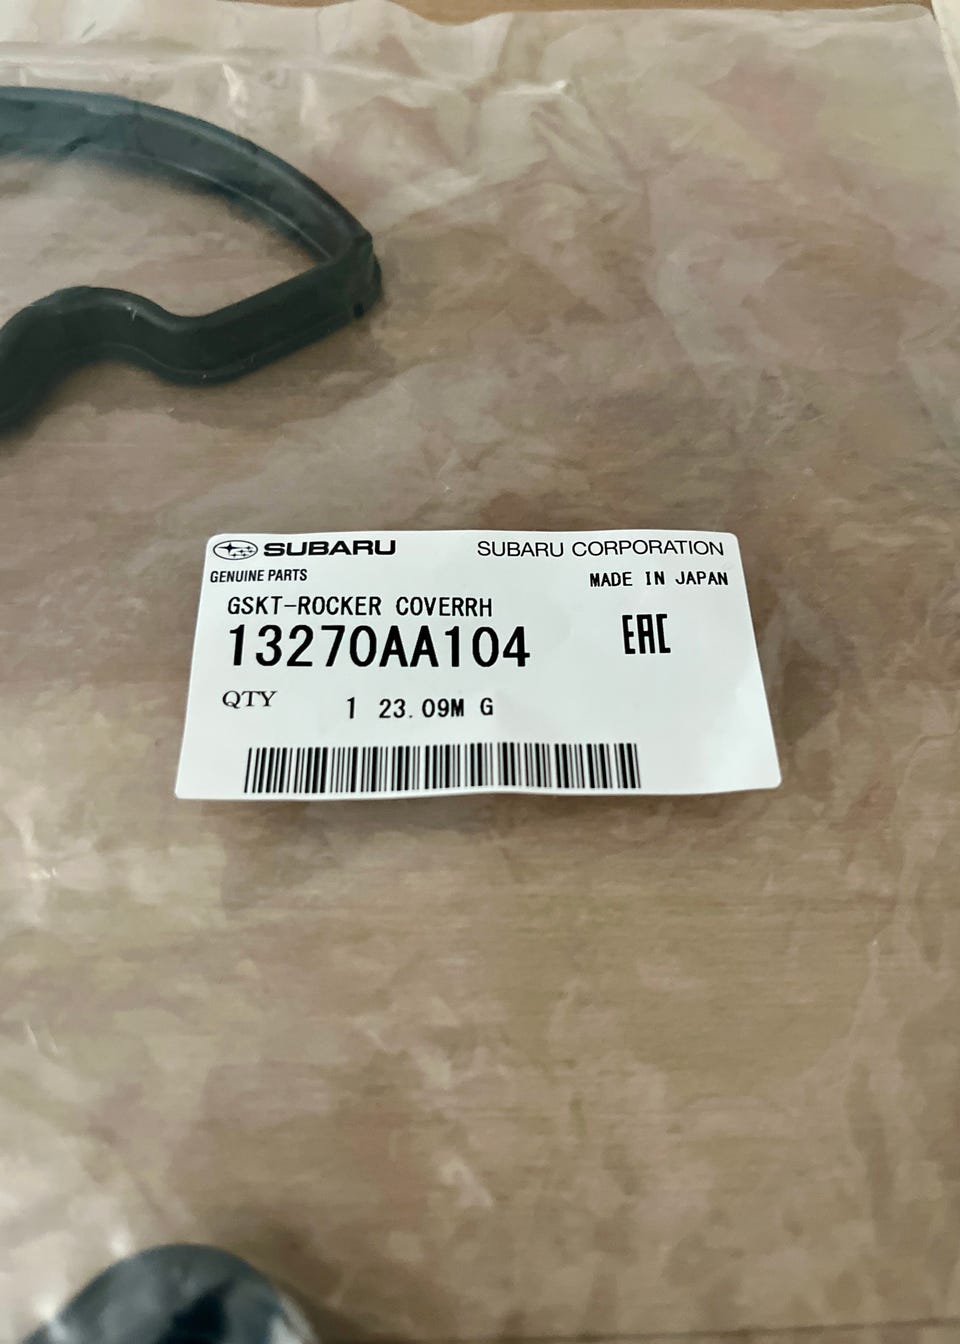 SUBARU SUBARU CORPORATION
GENUINE PARTS MADE IN JAPAN
GSKT-ROCKER COVERRH
13270AA104 EAC
QTY 1 23.09M G